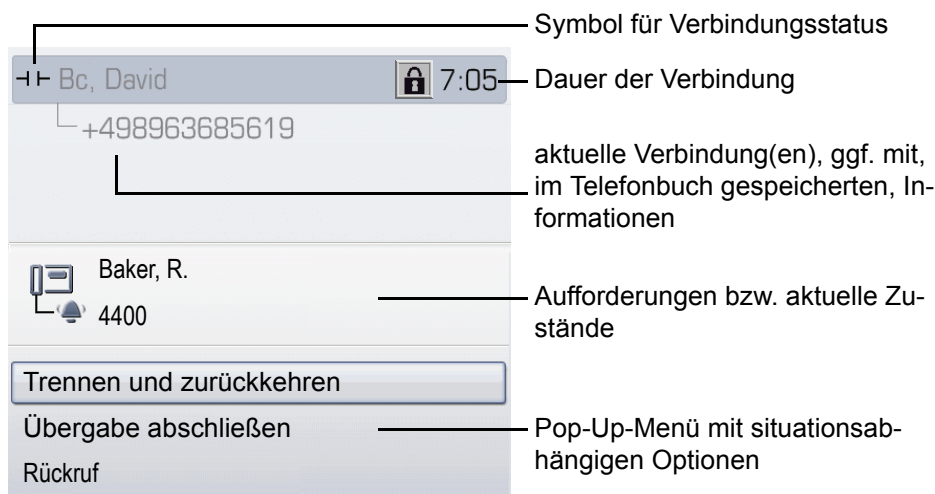 Symbol für Verbindungsstatus
Bc, David
7:05
Dauer der Verbindung
+498963685619
aktuelle Verbindung(en), ggf. mit,
im Telefonbuch gespeicherten, In-
formationen
Baker, R.
4400
Aufforderungen bzw. aktuelle Zu-
stände
Trennen und zurückkehren
Übergabe abschließen
Rückruf
Pop-Up-Menü mit situationsab-
hängigen Optionen